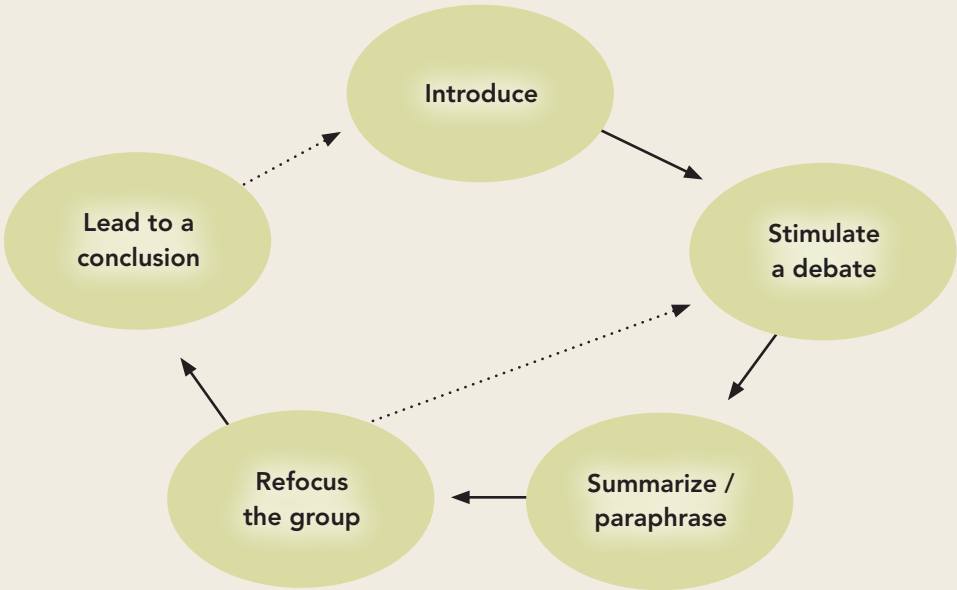 Introduce
Stimulate
a debate
Summarize /
paraphrase
Refocus
the group
Lead to a
conclusion